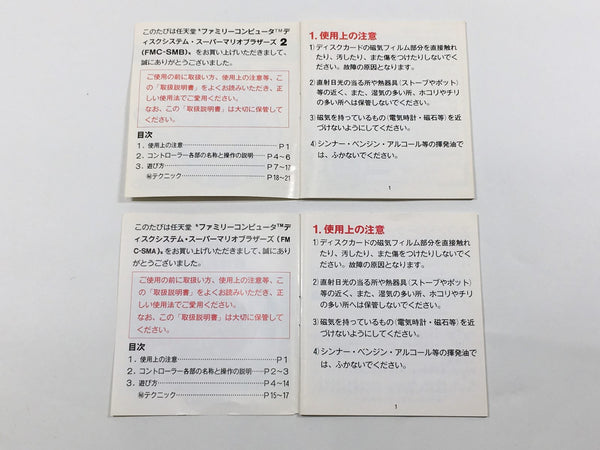 このたびは任天堂 "ファミリーコンピュータ™デ
ィスクシステム・スーパーマリオブラザーズ 2
(FMC-SMB)„ をお買い上げいただきまして、
誠にありがとうございました。
ご使用の前に取扱い方、使用上の注意等、こ
の「取扱説明書」をよくお読みいただき、正
しい使用法でご愛用ください。
なお、この「取扱説明書」は大切に保管して
ください。
目次
1. 使用上の注意……P 1
2. コントローラー各部の名称と操作の説明……P 4~6
3. 遊び方……P 7~17
㊙テクニック……P 18~21
1. 使用上の注意
1) ディスクカードの磁気フィルム部分を直接触れ
たり、汚したり、また傷をつけたりしないでく
ださい。故障の原因となります。
2) 直射日光の当る所や熱器具(ストーブやポット)
等の近く、また、湿気の多い所、ホコリやチリ
の多い所へは保管しないでください。
3) 磁気を持っているもの(電気時計・磁石等)を近
づけないようにしてください。
4) シンナー・ベンジン・アルコール等の揮発油で
は、ふかないでください。
1
このたびは任天堂 "ファミリーコンピュータ™デ
ィスクシステム・スーパーマリオブラザーズ (FM
C-SMA)„ をお買い上げいただきまして、誠にあり
がとうございました。
ご使用の前に取扱い方、使用上の注意等、こ
の「取扱説明書」をよくお読みいただき、正
しい使用法でご愛用ください。
なお、この「取扱説明書」は大切に保管して
ください。
目次
1. 使用上の注意……P 1
2. コントローラー各部の名称と操作の説明……P 2~3
3. 遊び方……P 4~14
㊙テクニック……P 15~17
1. 使用上の注意
1) ディスクカードの磁気フィルム部分を直接触れ
たり、汚したり、また傷をつけたりしないでく
ださい。故障の原因となります。
2) 直射日光の当る所や熱器具(ストーブやポット)
等の近く、また、湿気の多い所、ホコリやチリ
の多い所へは保管しないでください。
3) 磁気を持っているもの(電気時計・磁石等)を近
づけないようにしてください。
4) シンナー・ベンジン・アルコール等の揮発油で
は、ふかないでください。
1